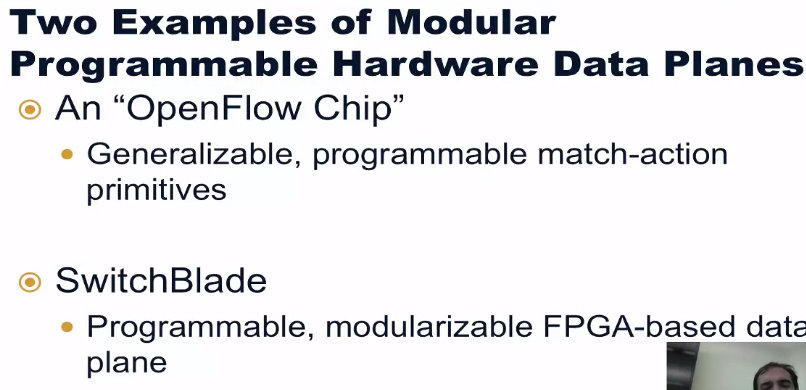 Two Examples of Modular
Programmable Hardware Data Planes
An “OpenFlow Chip”
Generalizable, programmable match-action
primitives
SwitchBlade
Programmable, modularizable FPGA-based data
plane